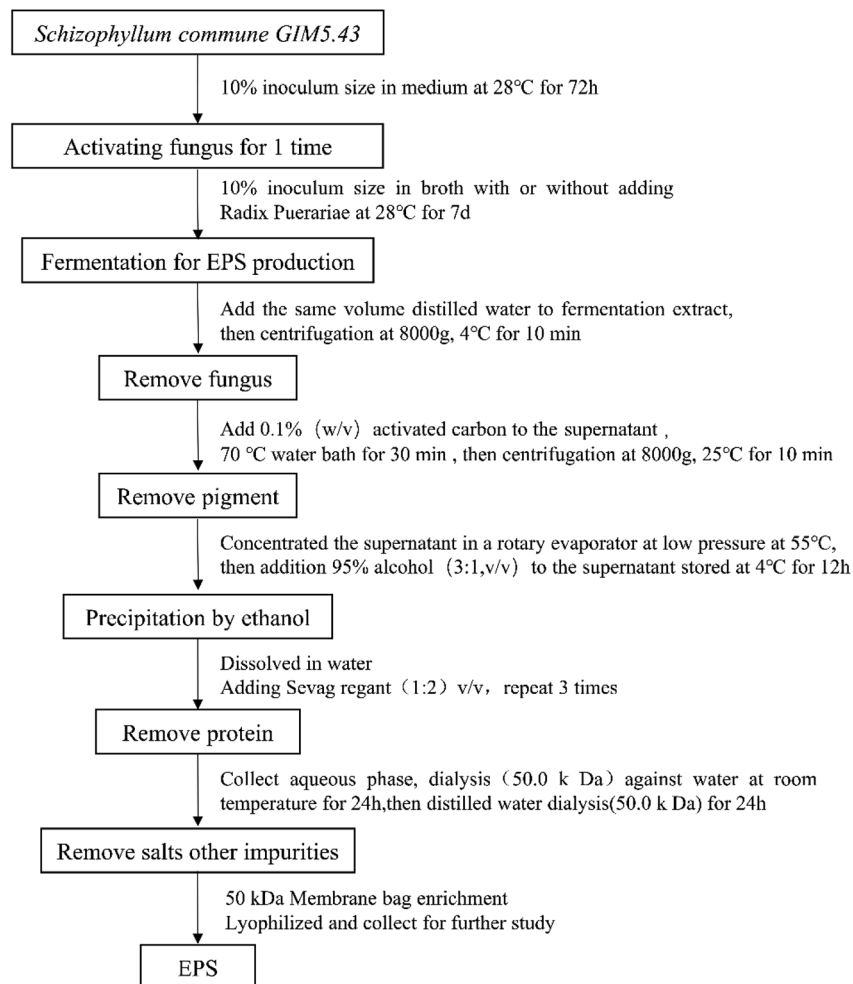 Schizophyllum commune GIM5.43
10% inoculum size in medium at 28℃ for 72h
Activating fungus for 1 time
10% inoculum size in broth with or without adding
Radix Puerariae at 28℃ for 7d
Fermentation for EPS production
Add the same volume distilled water to fermentation extract,
then centrifugation at 8000g, 4℃ for 10 min
Remove fungus
Add 0.1%（w/v）activated carbon to the supernatant ,
70 ℃ water bath for 30 min , then centrifugation at 8000g, 25℃ for 10 min
Remove pigment
Concentrated the supernatant in a rotary evaporator at low pressure at 55℃,
then addition 95% alcohol（3:1,v/v）to the supernatant stored at 4℃ for 12h
Precipitation by ethanol
Dissolved in water
Adding Sevag regant（1:2）v/v，repeat 3 times
Remove protein
Collect aqueous phase, dialysis（50.0 k Da）against water at room
temperature for 24h,then distilled water dialysis(50.0 k Da) for 24h
Remove salts other impurities
50 kDa Membrane bag enrichment
Lyophilized and collect for further study
EPS